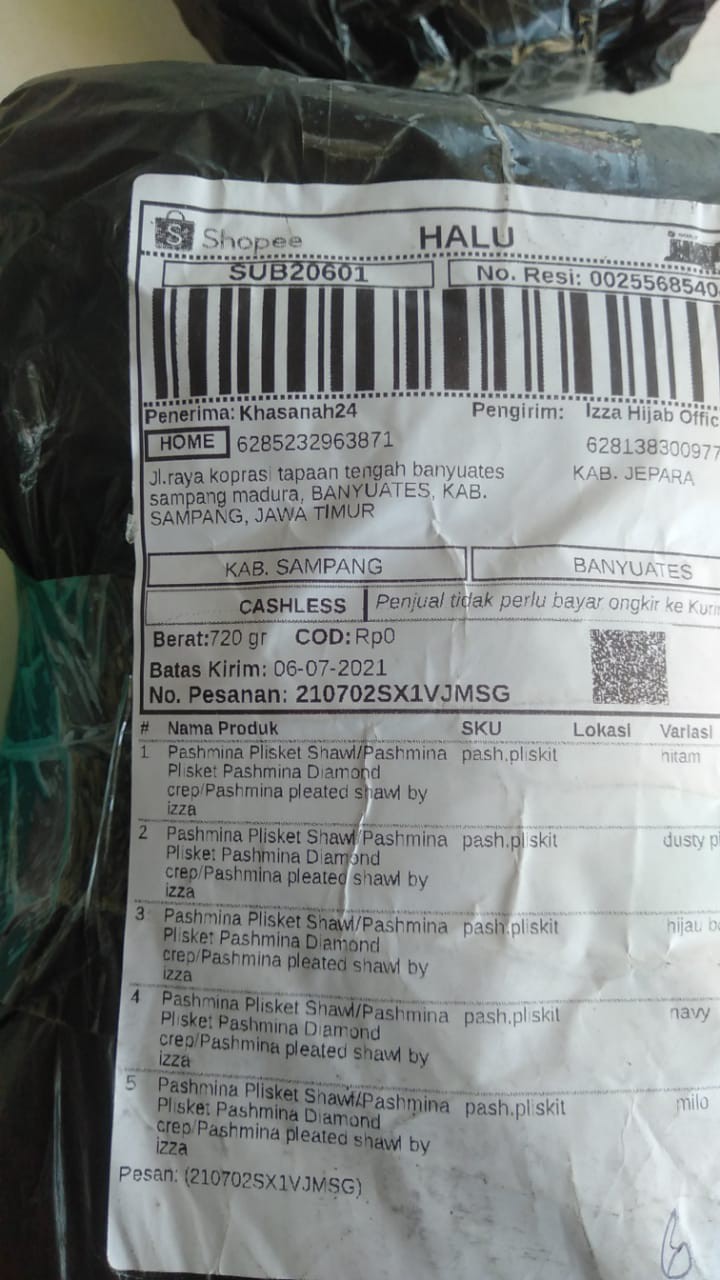 Shopee HALU
SUB20601 No. Resi: 0025568540
Penerima: Khasanah24 Pengirim: Izza Hijab Offic
HOME 6285232963871 628138300977
Jl.raya koprasi tapaan tengah banyuates KAB. JEPARA
sampang madura, BANYUATES, KAB.
SAMPANG, JAWA TIMUR
KAB. SAMPANG BANYUATES
CASHLESS Penjual tidak perlu bayar ongkir ke Kuri
Berat:720 gr COD: Rp0
Batas Kirim: 06-07-2021
No. Pesanan: 210702SX1VJMSG
# Nama Produk SKU Lokasi Variasi
1 Pashmina Plisket Shawl/Pashmina pash.pliskit hitam
Plisket Pashmina Diamond
crep/Pashmina pleated shawl by
izza
2 Pashmina Plisket Shawl/Pashmina pash.pliskit dusty pi
Plisket Pashmina Diamond
crep/Pashmina pleated shawl by
izza
3 Pashmina Plisket Shawl/Pashmina pash.pliskit hijau bo
Plisket Pashmina Diamond
crep/Pashmina pleated shawl by
izza
4 Pashmina Plisket Shawl/Pashmina pash.pliskit navy
Plisket Pashmina Diamond
crep/Pashmina pleated shawl by
izza
5 Pashmina Plisket Shawl/Pashmina pash.pliskit milo
Plisket Pashmina Diamond
crep/Pashmina pleated shawl by
izza
Pesan: (210702SX1VJMSG)